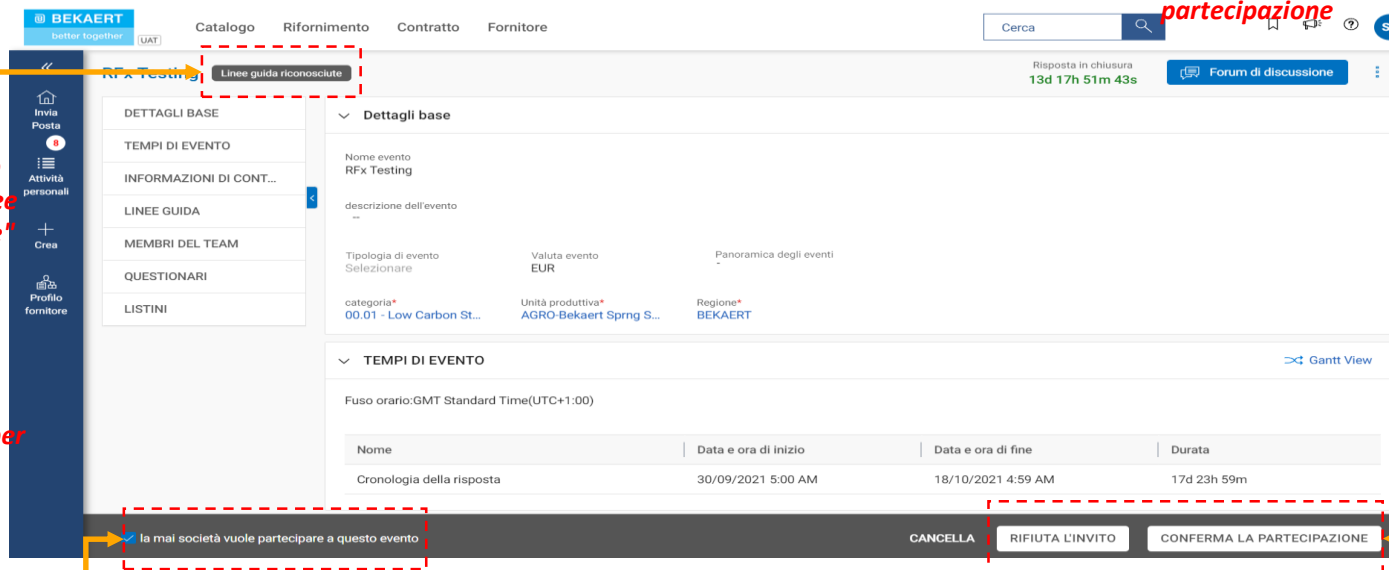 BEKAERT
better together
UAT
Catalogo Rifornimento Contratto Fornitore
Cerca
partecipazione
RFx Testing Linee guida riconosciute
Risposta in chiusura
13d 17h 51m 43s
Forum di discussione
Invia
Posta
8
Attività
personali
Crea
Profilo
fornitore
DETTAGLI BASE
TEMPI DI EVENTO
INFORMAZIONI DI CONT...
LINEE GUIDA
MEMBRI DEL TEAM
QUESTIONARI
LISTINI
Dettagli base
Nome evento
RFx Testing
descrizione dell'evento
--
Tipologia di evento Valuta evento Panoramica degli eventi
Selezionare EUR -
categoria* Unità produttiva* Regione*
00.01 - Low Carbon St... AGRO-Bekaert Sprng S... BEKAERT
TEMPI DI EVENTO Gantt View
Fuso orario:GMT Standard Time(UTC+1:00)
Nome Data e ora di inizio Data e ora di fine Durata
Cronologia della risposta 30/09/2021 5:00 AM 18/10/2021 4:59 AM 17d 23h 59m
la mai società vuole partecipare a questo evento CANCELLA RIFIUTA L'INVITO CONFERMA LA PARTECIPAZIONE